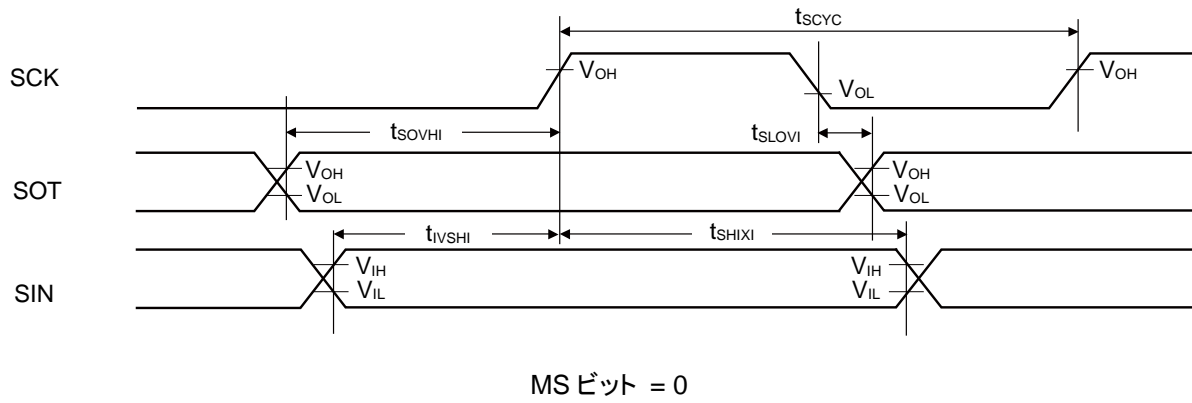 tSCYC
SCK
VOH
VOL
VOH
tSOVHI
tSLOVI
SOT
VOH
VOL
VOH
VOL
tIVSHI
tSHIXI
SIN
VIH
VIL
VIH
VIL
MS ビット = 0